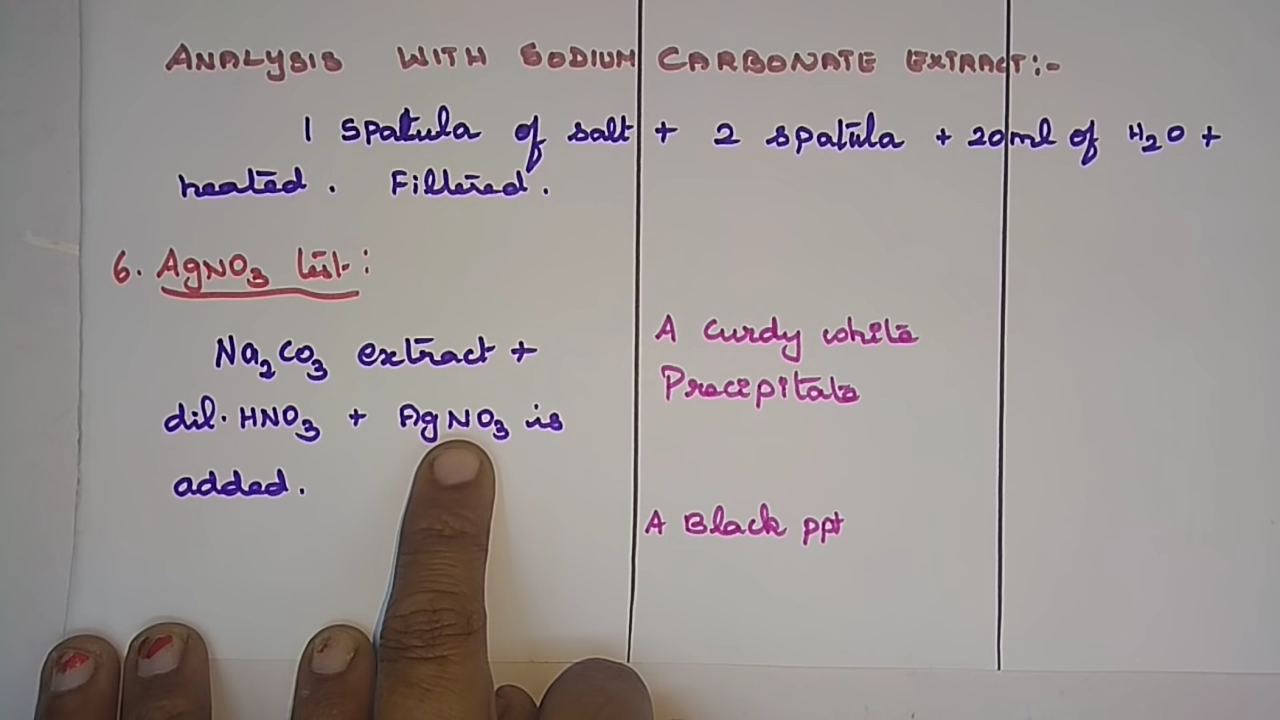 ANALYSIS WITH SODIUM CARBONATE EXTRACT:-
1 spatula of salt + 2 spatula + 20ml of H₂O +
heated. Filtered.
6. AgNO₃ test:
Na₂CO₃ extract +
dil. HNO₃ + AgNO₃ is
added.
A Curdy white
Precipitate
A Black ppt